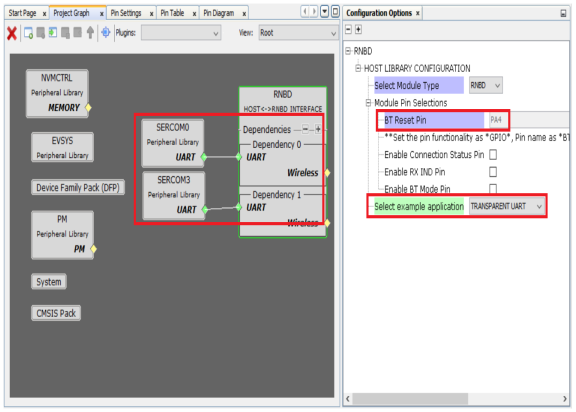 Start Page x Project Graph x Pin Settings x Pin Table x Pin Diagram x
Plugins: View: Root
NVMCTRL
Peripheral Library
MEMORY
EVSYS
Peripheral Library
Device Family Pack (DFP)
PM
Peripheral Library
PM
System
CMSIS Pack
SERCOM0
Peripheral Library
UART
SERCOM3
Peripheral Library
UART
RNBD
HOST<->RNBD INTERFACE
Dependencies
Dependency 0
UART
Wireless
Dependency 1
UART
Wireless
Configuration Options x
RNBD
HOST LIBRARY CONFIGURATION
Select Module Type RNBD
Module Pin Selections
BT Reset Pin PA4
**Set the pin functionality as "GPIO", Pin name as "BT
Enable Connection Status Pin
Enable RX IND Pin
Enable BT Mode Pin
Select example application TRANSPARENT UART